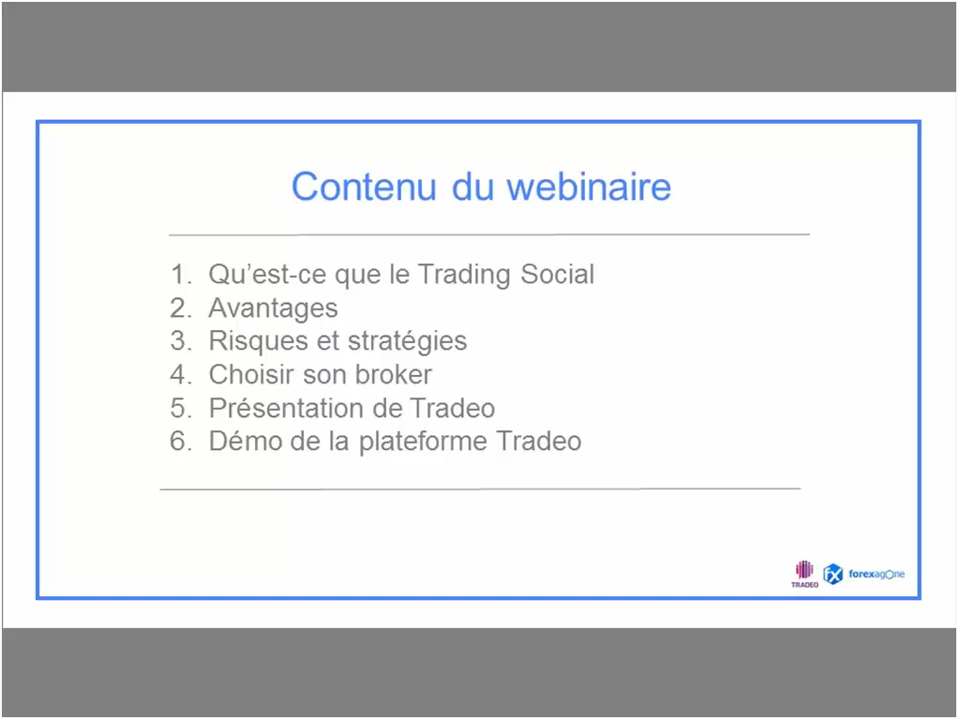 Contenu du webinaire
1. Qu’est-ce que le Trading Social
2. Avantages
3. Risques et stratégies
4. Choisir son broker
5. Présentation de Tradeo
6. Démo de la plateforme Tradeo
TRADEO fx forexagone